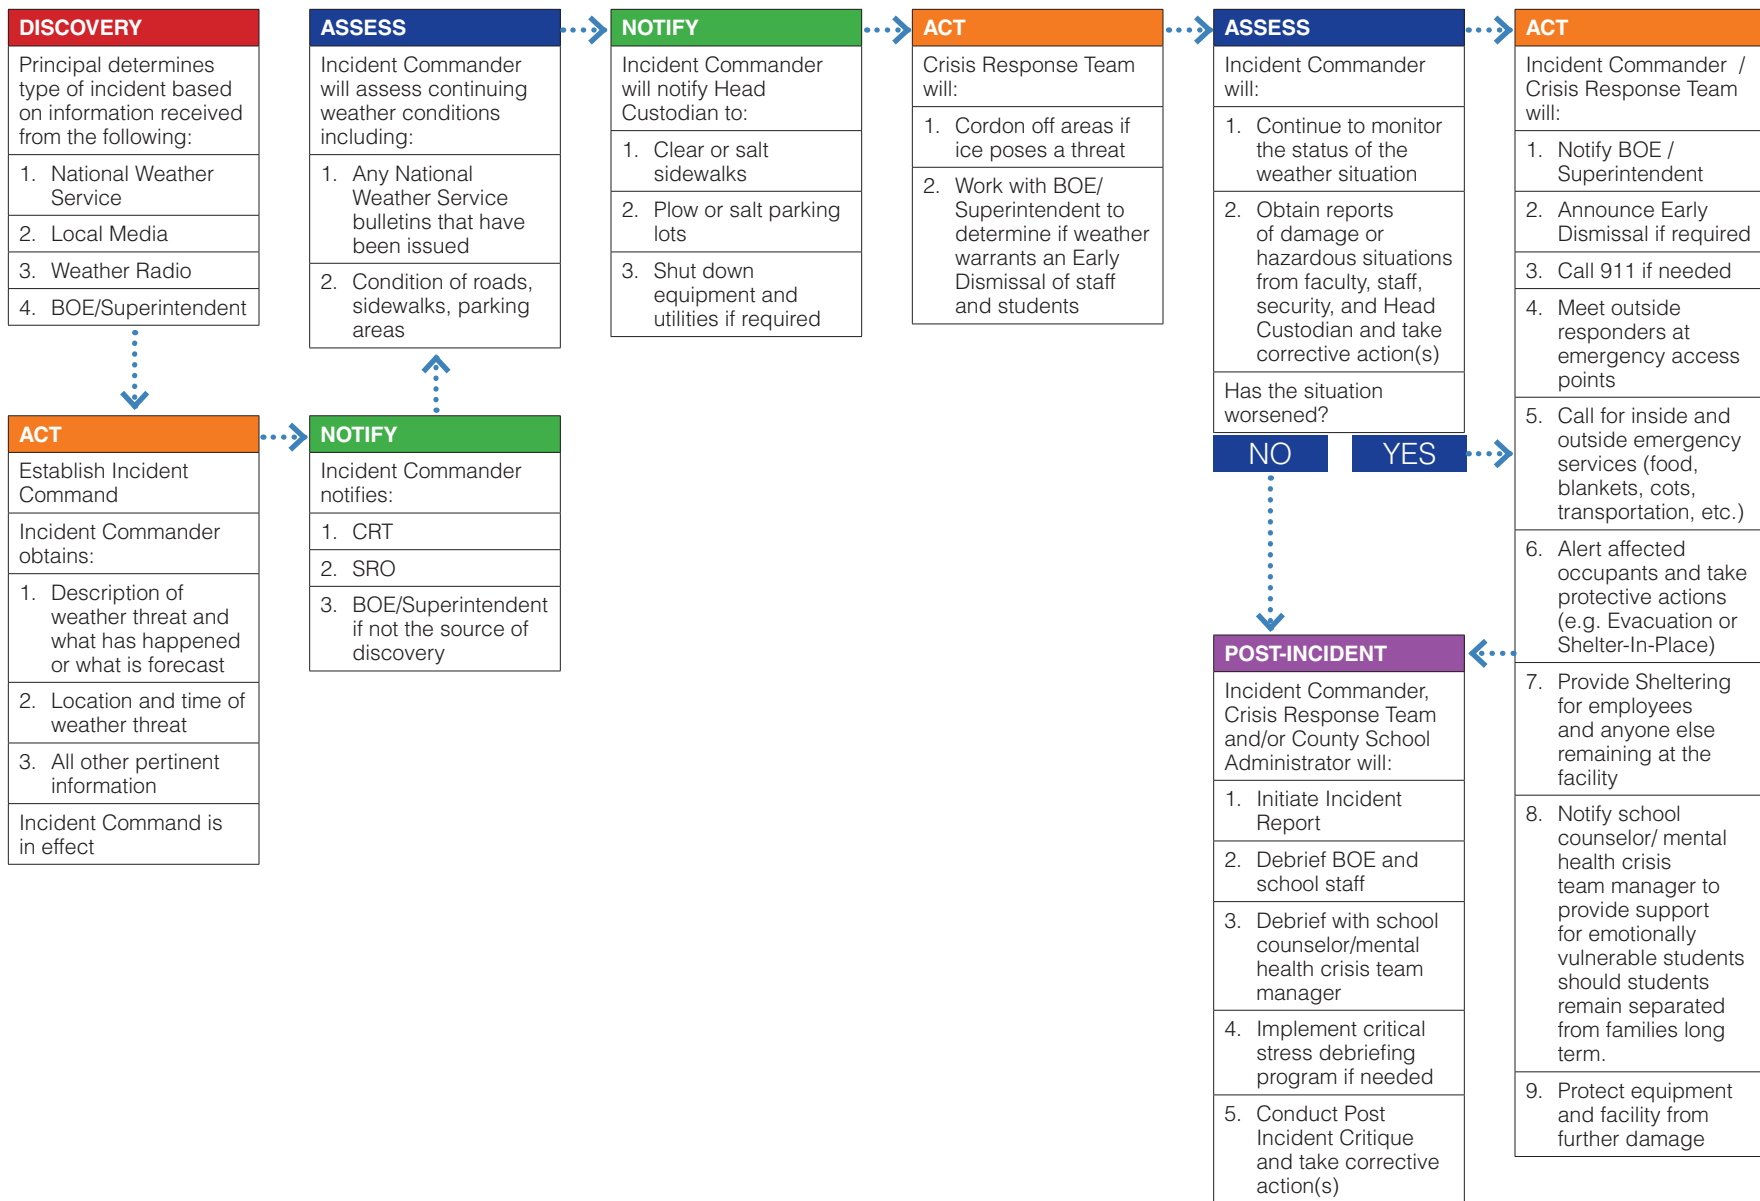 DISCOVERY
Principal determines
type of incident based
on information received
from the following:
1. National Weather
Service
2. Local Media
3. Weather Radio
4. BOE/Superintendent
ACT
Establish Incident
Command
Incident Commander
obtains:
1. Description of
weather threat and
what has happened
or what is forecast
2. Location and time of
weather threat
3. All other pertinent
information
Incident Command is
in effect
NOTIFY
Incident Commander
notifies:
1. CRT
2. SRO
3. BOE/Superintendent
if not the source of
discovery
ASSESS
Incident Commander
will assess continuing
weather conditions
including:
1. Any National
Weather Service
bulletins that have
been issued
2. Condition of roads,
sidewalks, parking
areas
NOTIFY
Incident Commander
will notify Head
Custodian to:
1. Clear or salt
sidewalks
2. Plow or salt parking
lots
3. Shut down
equipment and
utilities if required
ACT
Crisis Response Team
will:
1. Cordon off areas if
ice poses a threat
2. Work with BOE/
Superintendent to
determine if weather
warrants an Early
Dismissal of staff
and students
ASSESS
Incident Commander
will:
1. Continue to monitor
the status of the
weather situation
2. Obtain reports
of damage or
hazardous situations
from faculty, staff,
security, and Head
Custodian and take
corrective action(s)
Has the situation
worsened?
NO
YES
ACT
Incident Commander /
Crisis Response Team
will:
1. Notify BOE /
Superintendent
2. Announce Early
Dismissal if required
3. Call 911 if needed
4. Meet outside
responders at
emergency access
points
5. Call for inside and
outside emergency
services (food,
blankets, cots,
transportation, etc.)
6. Alert affected
occupants and take
protective actions
(e.g. Evacuation or
Shelter-In-Place)
7. Provide Sheltering
for employees
and anyone else
remaining at the
facility
8. Notify school
counselor/ mental
health crisis
team manager to
provide support
for emotionally
vulnerable students
should students
remain separated
from families long
term.
9. Protect equipment
and facility from
further damage
POST-INCIDENT
Incident Commander,
Crisis Response Team
and/or County School
Administrator will:
1. Initiate Incident
Report
2. Debrief BOE and
school staff
3. Debrief with school
counselor/mental
health crisis team
manager
4. Implement critical
stress debriefing
program if needed
5. Conduct Post
Incident Critique
and take corrective
action(s)